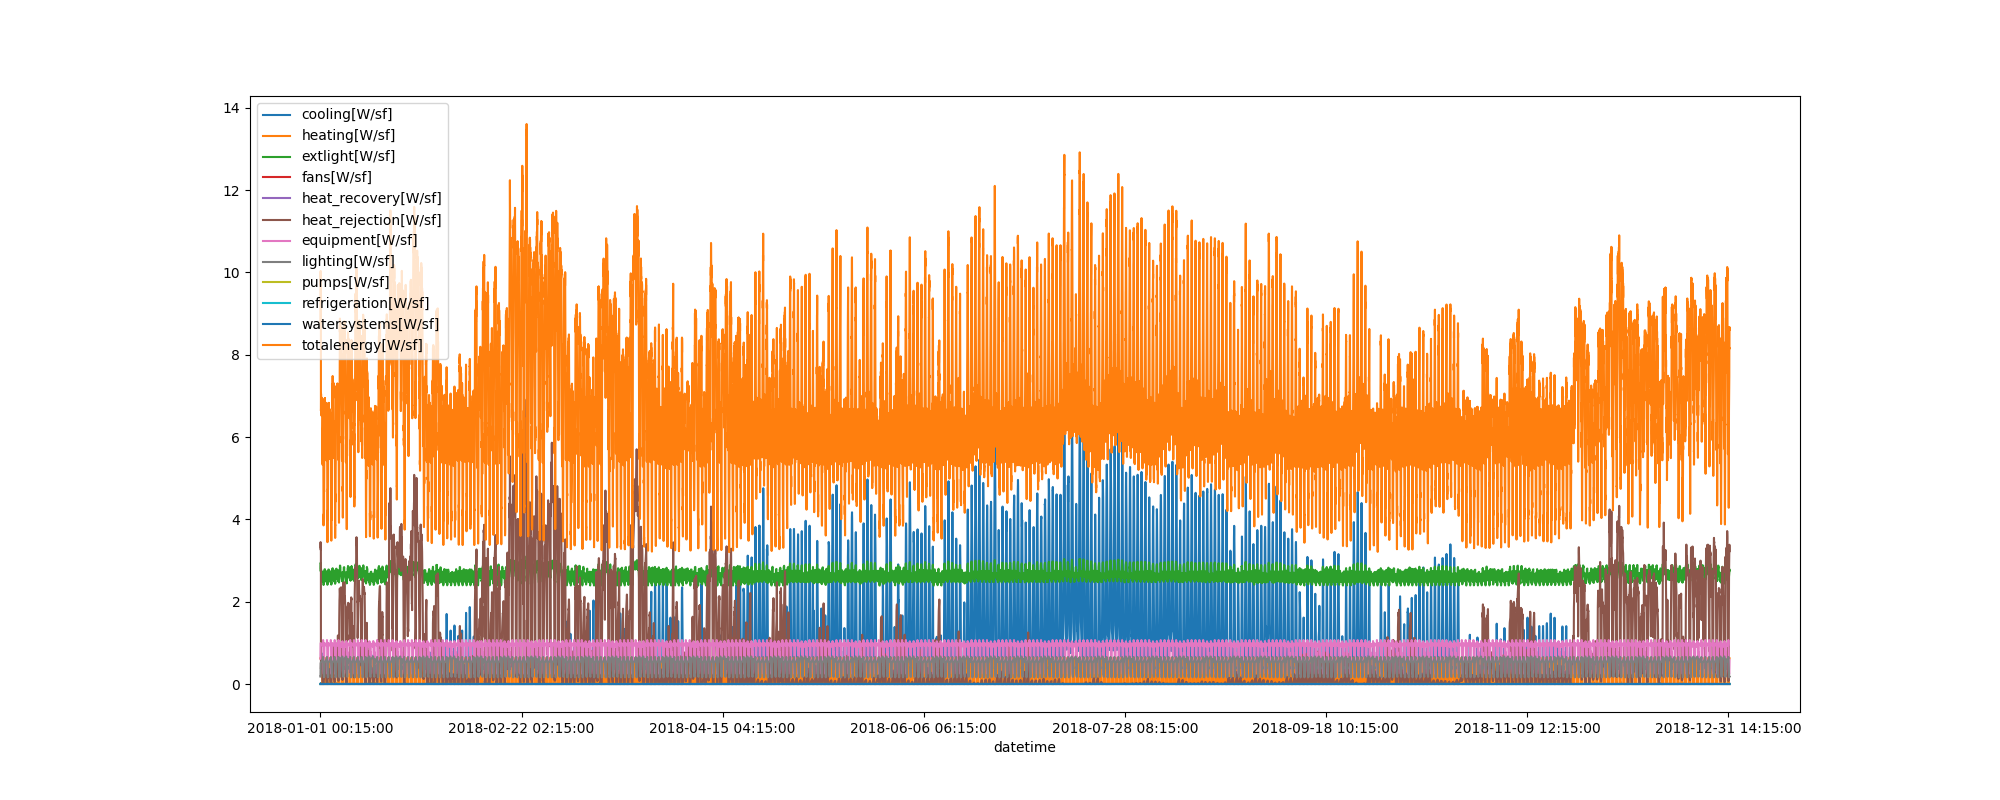 14
12
10
8
6
4
2
0
cooling[W/sf]
heating[W/sf]
extlight[W/sf]
fans[W/sf]
heat_recovery[W/sf]
heat_rejection[W/sf]
equipment[W/sf]
lighting[W/sf]
pumps[W/sf]
refrigeration[W/sf]
watersystems[W/sf]
totalenergy[W/sf]
2018-01-01 00:15:00 2018-02-22 02:15:00 2018-04-15 04:15:00 2018-06-06 06:15:00 2018-07-28 08:15:00 2018-09-18 10:15:00 2018-11-09 12:15:00 2018-12-31 14:15:00
datetime